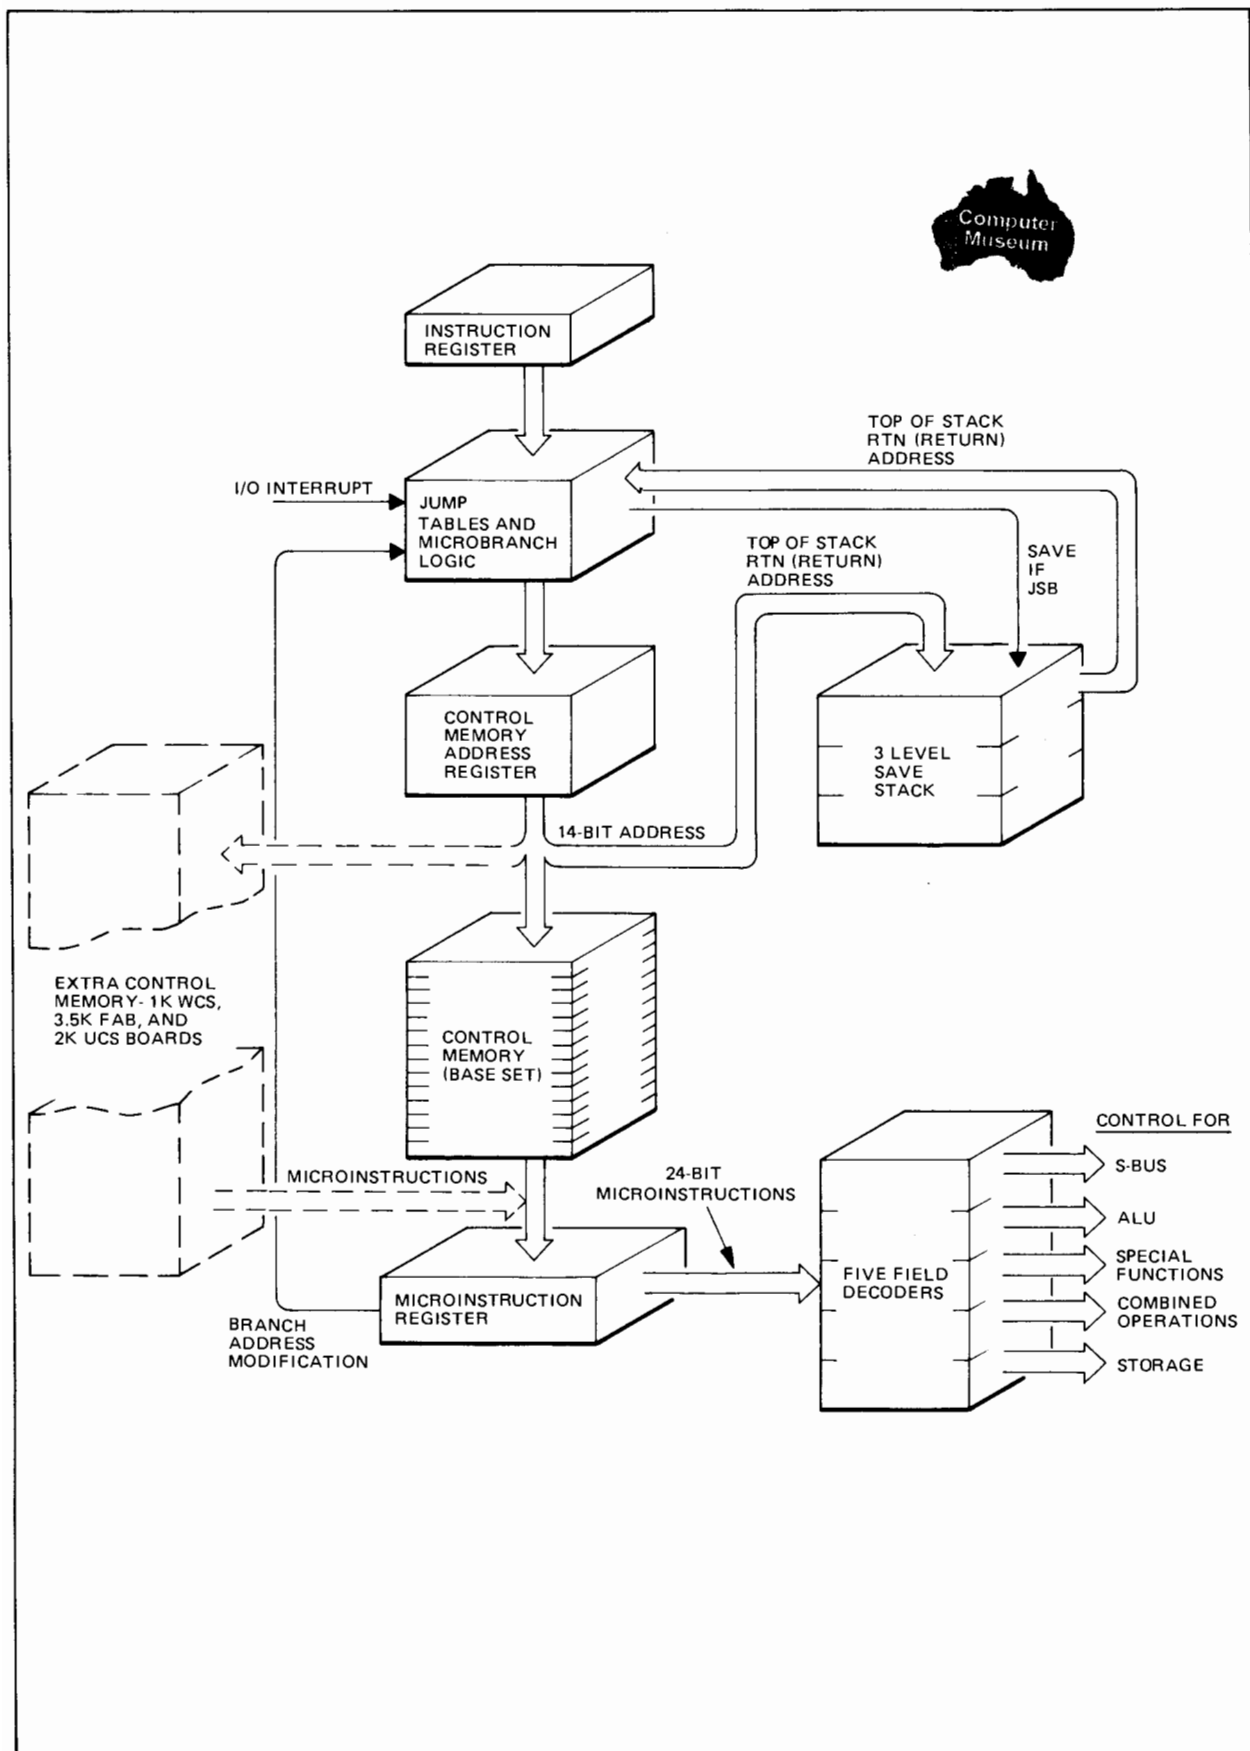 Computer
Museum
INSTRUCTION
REGISTER
TOP OF STACK
RTN (RETURN)
ADDRESS
I/O INTERRUPT
JUMP
TABLES AND
MICROBRANCH
LOGIC
TOP OF STACK
RTN (RETURN)
ADDRESS
SAVE
IF
JSB
CONTROL
MEMORY
ADDRESS
REGISTER
3 LEVEL
SAVE
STACK
14-BIT ADDRESS
EXTRA CONTROL
MEMORY- 1K WCS,
3.5K FAB, AND
2K UCS BOARDS
CONTROL
MEMORY
(BASE SET)
MICROINSTRUCTIONS
24-BIT
MICROINSTRUCTIONS
CONTROL FOR
S-BUS
ALU
SPECIAL
FUNCTIONS
COMBINED
OPERATIONS
STORAGE
FIVE FIELD
DECODERS
MICROINSTRUCTION
REGISTER
BRANCH
ADDRESS
MODIFICATION